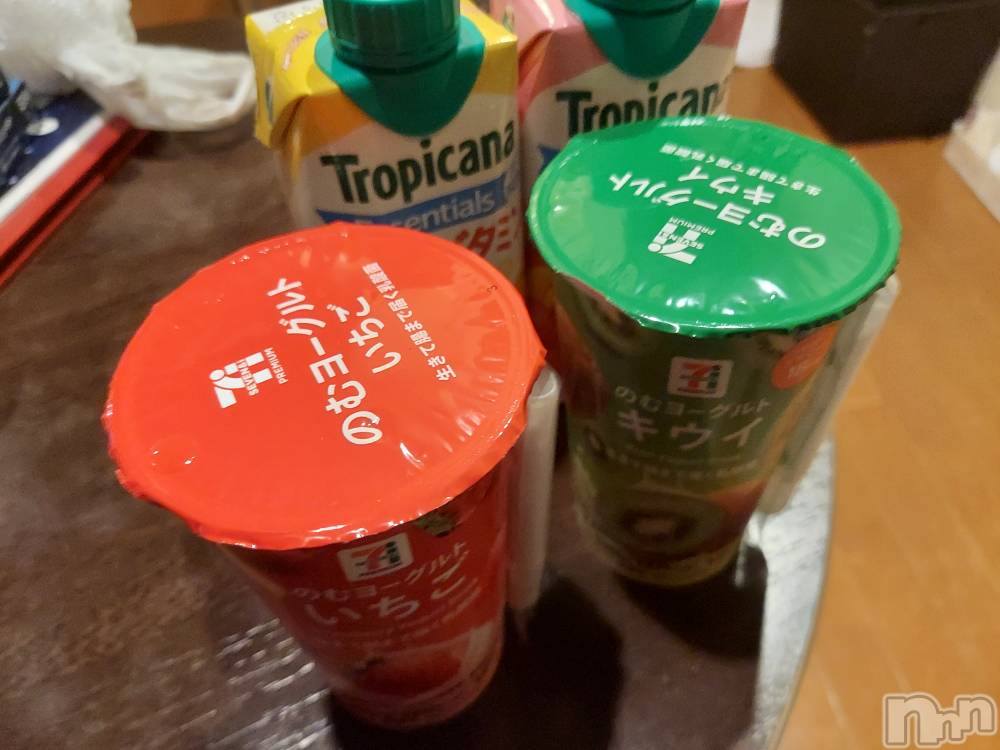 Tropicana
Essentials
Tropicana
のむヨーグルト
いちご
生きて腸まで届く乳酸菌
7i
SEVEN&i
PREMIUM
のむヨーグルト
キウイ
生きて腸まで届く乳酸菌
7i
SEVEN&i
PREMIUM
のむヨーグルト
キウイ
のむヨーグルト
いちご
nnn